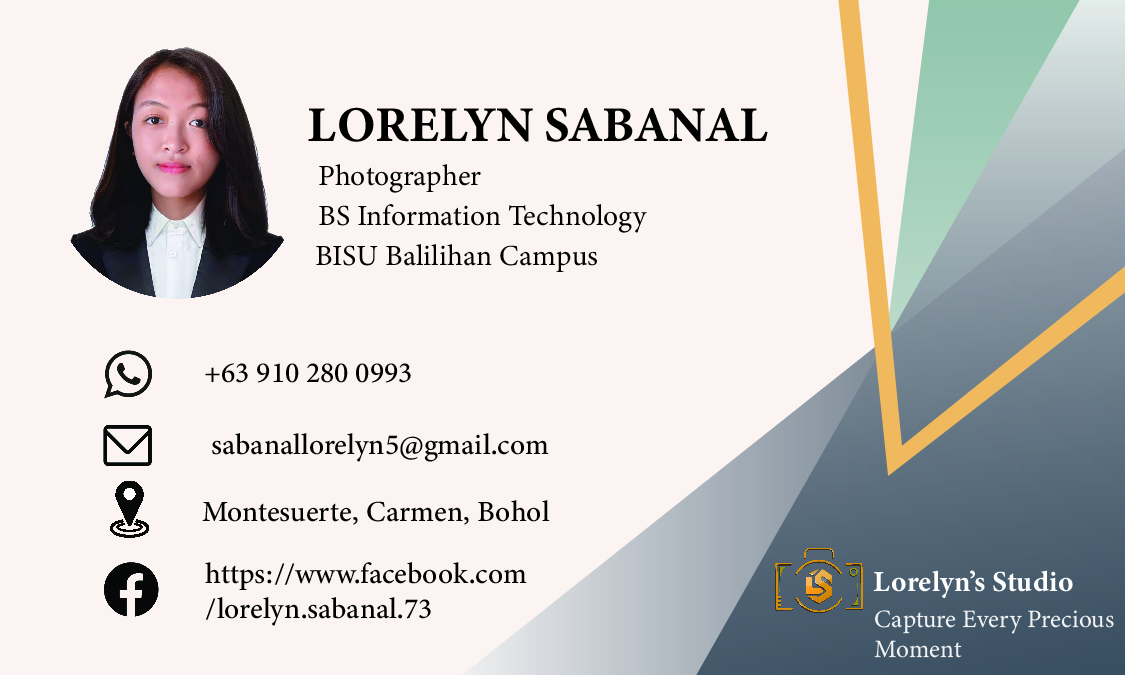 LORELYN SABANAL
Photographer
BS Information Technology
BISU Balilihan Campus
+63 910 280 0993
sabanallorelyn5@gmail.com
Montesuerte, Carmen, Bohol
https://www.facebook.com
/lorelyn.sabanal.73
LS
Lorelyn’s Studio
Capture Every Precious
Moment